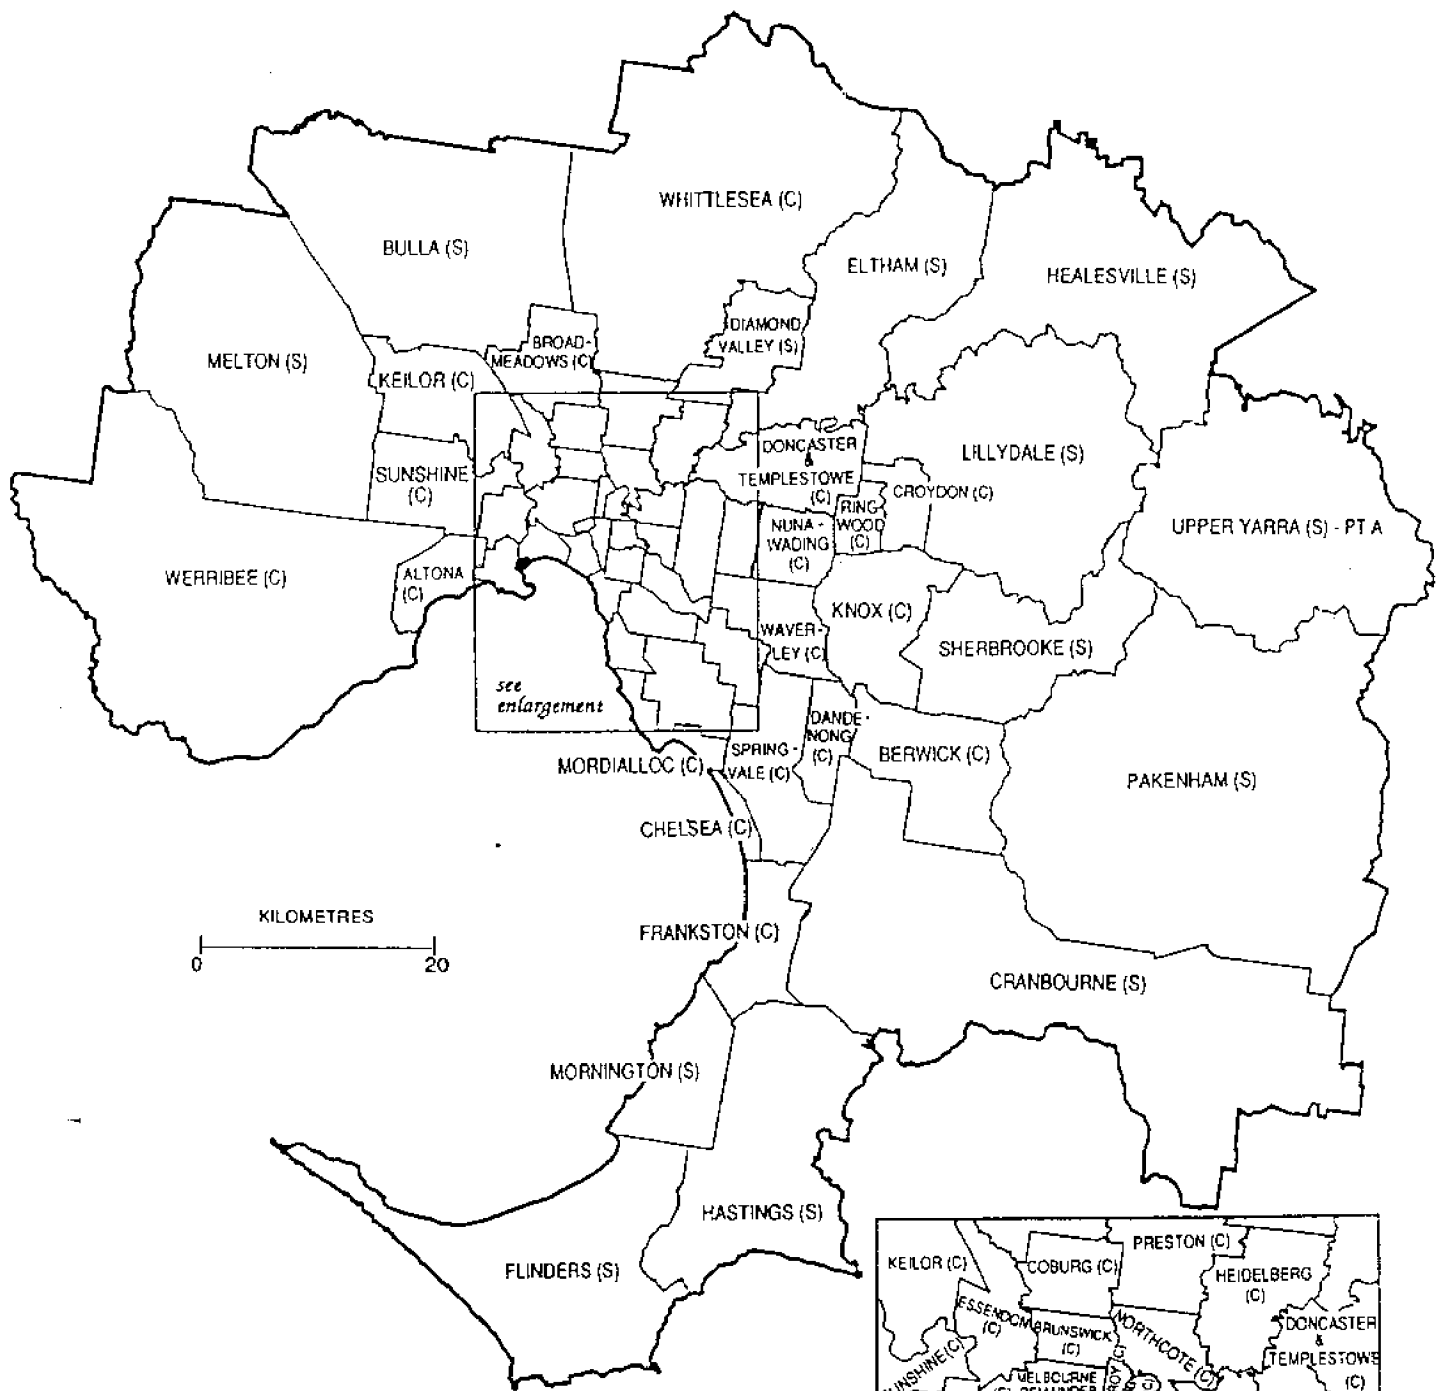 WHITTLESEA (C)
BULLA (S)
ELTHAM (S)
HEALESVILLE (S)
DIAMOND
VALLEY (S)
BROAD-
MEADOWS (C)
MELTON (S)
KEILOR (C)
DONCASTER
&
TEMPLESTOWE
(C)
LILLYDALE (S)
SUNSHINE
(C)
CROYDON (C)
RING
WOOD
(C)
NUNA-
WADING
(C)
UPPER YARRA (S) - PT A
WERRIBEE (C)
ALTONA
(C)
KNOX (C)
WAVER-
LEY (C)
SHERBROOKE (S)
see
enlargement
DANDE-
NONG
(C)
SPRING-
VALE (C)
BERWICK (C)
MORDIALLOC (C)
PAKENHAM (S)
CHELSEA (C)
KILOMETRES
0 20
FRANKSTON (C)
CRANBOURNE (S)
MORNINGTON (S)
HASTINGS (S)
FLINDERS (S)
PRESTON (C)
KEILOR (C)
COBURG (C)
HEIDELBERG
(C)
ESSENDON
(C)
BRUNSWICK
(C)
NORTHCOTE (C)
DONCASTER
&
TEMPLESTOWE
(C)
MELBOURNE